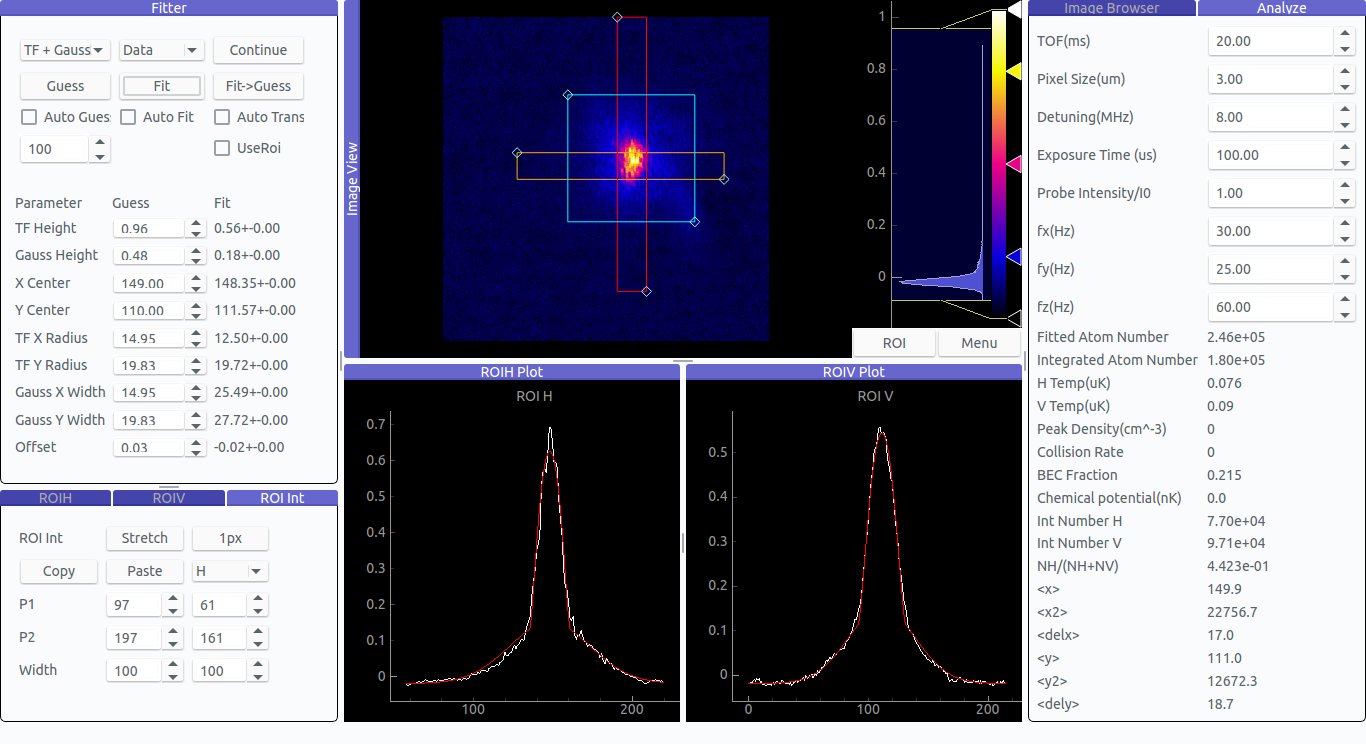 Fitter
TF + Gauss Data Continue
Guess Fit Fit->Guess
Auto Gues Auto Fit Auto Trans
100 UseRoi
Parameter Guess Fit
TF Height 0.96 0.56+-0.00
Gauss Height 0.48 0.18+-0.00
X Center 149.00 148.35+-0.00
Y Center 110.00 111.57+-0.00
TF X Radius 14.95 12.50+-0.00
TF Y Radius 19.83 19.72+-0.00
Gauss X Width 14.95 25.49+-0.00
Gauss Y Width 19.83 27.72+-0.00
Offset 0.03 -0.02+-0.00
ROIH ROIV ROI Int
ROI Int Stretch 1px
Copy Paste H
P1 97 61
P2 197 161
Width 100 100
Image View
1
0.8
0.6
0.4
0.2
0
ROI Menu
ROIH Plot
ROI H
0.7
0.6
0.5
0.4
0.3
0.2
0.1
0
100 200
ROIV Plot
ROI V
0.5
0.4
0.3
0.2
0.1
0
0 100 200
Image Browser Analyze
TOF(ms) 20.00
Pixel Size(um) 3.00
Detuning(MHz) 8.00
Exposure Time (us) 100.00
Probe Intensity/I0 1.00
fx(Hz) 30.00
fy(Hz) 25.00
fz(Hz) 60.00
Fitted Atom Number 2.46e+05
Integrated Atom Number 1.80e+05
H Temp(uK) 0.076
V Temp(uK) 0.09
Peak Density(cm^-3) 0
Collision Rate 0
BEC Fraction 0.215
Chemical potential(nK) 0.0
Int Number H 7.70e+04
Int Number V 9.71e+04
NH/(NH+NV) 4.423e-01
<x> 149.9
<x2> 22756.7
<delx> 17.0
<y> 111.0
<y2> 12672.3
<dely> 18.7